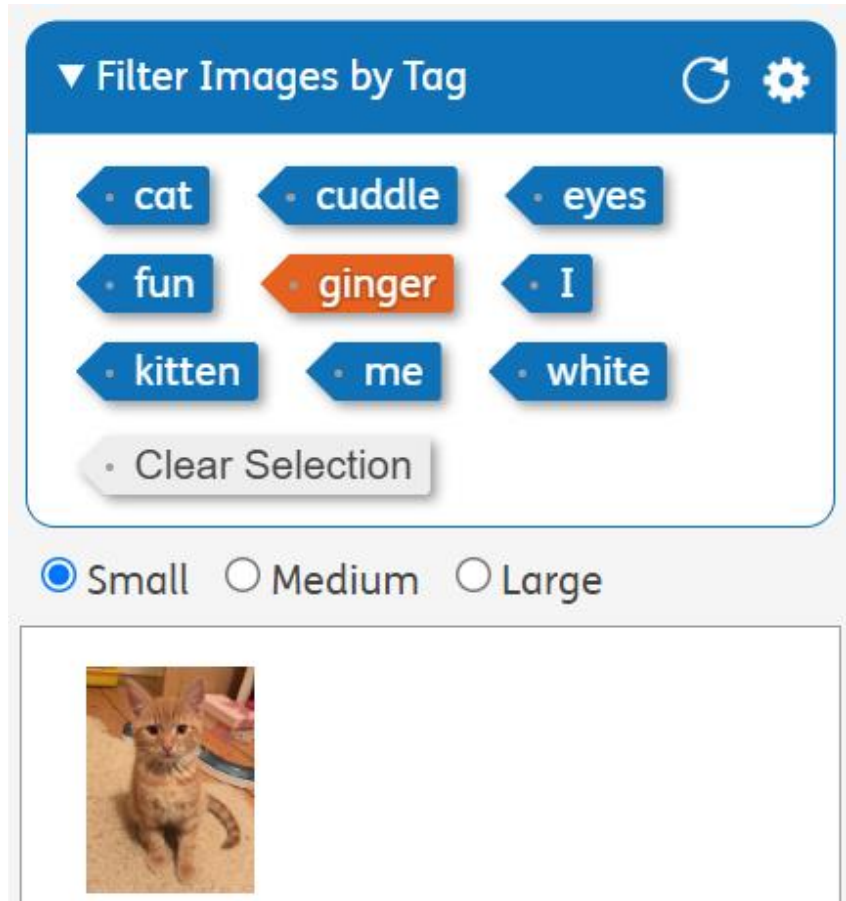 ▼ Filter Images by Tag
cat cuddle eyes
fun ginger I
kitten me white
Clear Selection
Small Medium Large